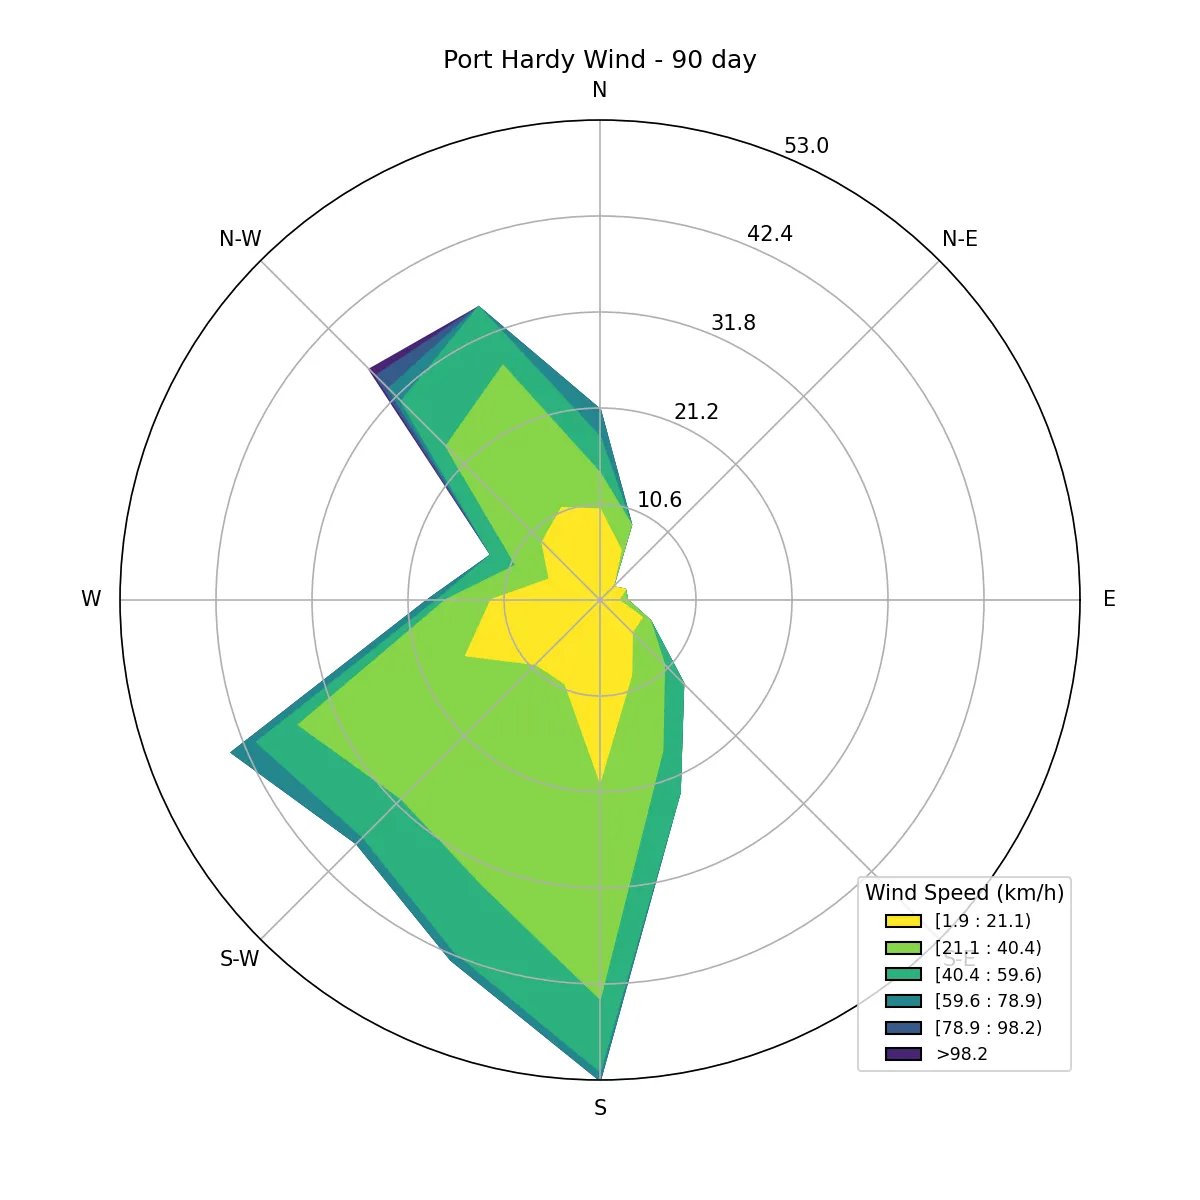 Port Hardy Wind - 90 day
N
53.0
N-W
42.4
N-E
31.8
21.2
10.6
W
E
S-W
S-E
S
Wind Speed (km/h)
[1.9 : 21.1)
[21.1 : 40.4)
[40.4 : 59.6)
[59.6 : 78.9)
[78.9 : 98.2)
>98.2